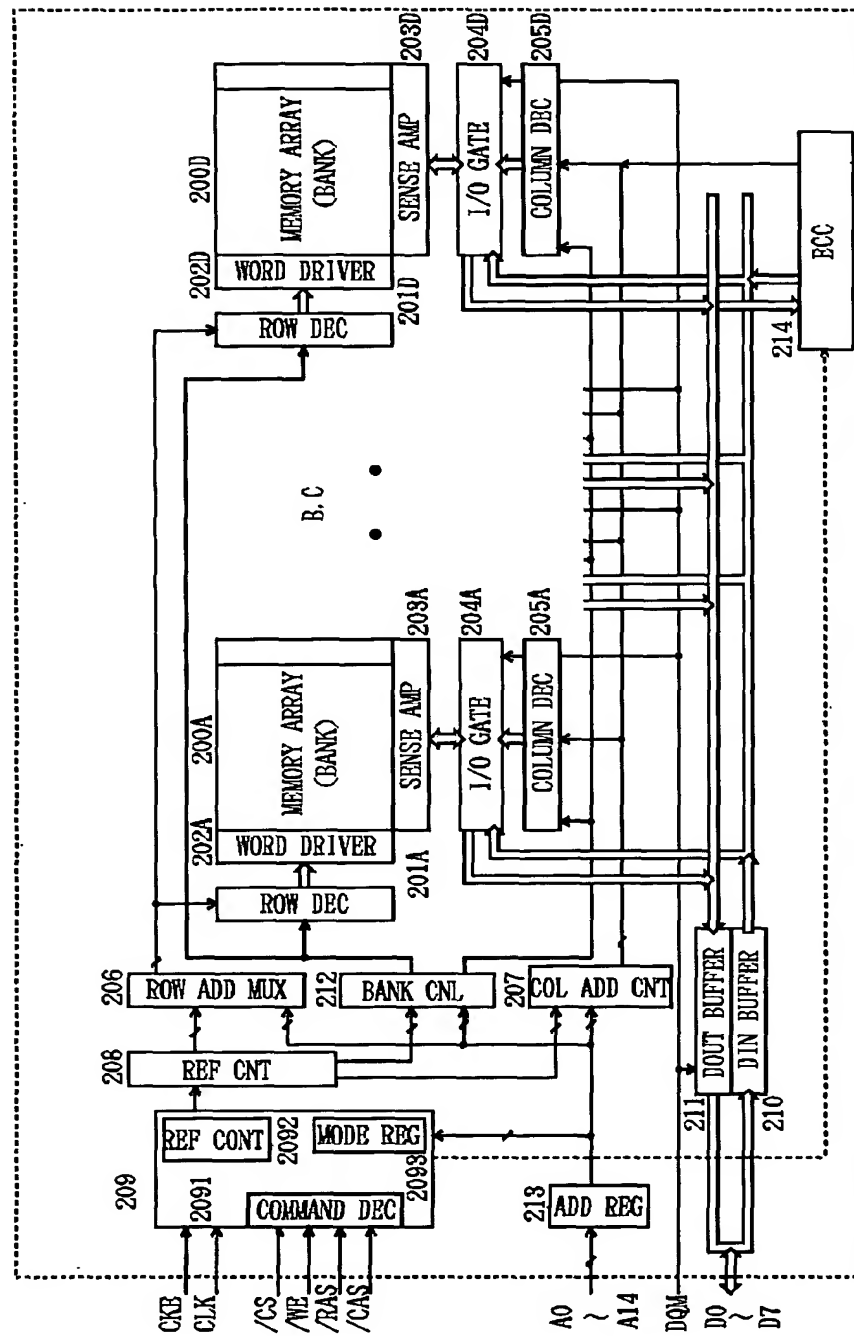 CKE
CLK
/CS
/WE
/RAS
/CAS
A0
~
A14
DQM
D0
~
D7
209
2091
COMMAND DEC
REF CONT
2092
MODE REG
2093
213
ADD REG
208
REF CNT
206
ROW ADD MUX
212
BANK CNL
207
COL ADD CNT
211
DOUT BUFFER
DIN BUFFER
210
ROW DEC
201A
202A
WORD DRIVER
200A
MEMORY ARRAY
(BANK)
SENSE AMP
203A
I/O GATE
204A
COLUMN DEC
205A
B.C
ROW DEC
201D
202D
WORD DRIVER
200D
MEMORY ARRAY
(BANK)
SENSE AMP
203D
I/O GATE
204D
COLUMN DEC
205D
214
ECC